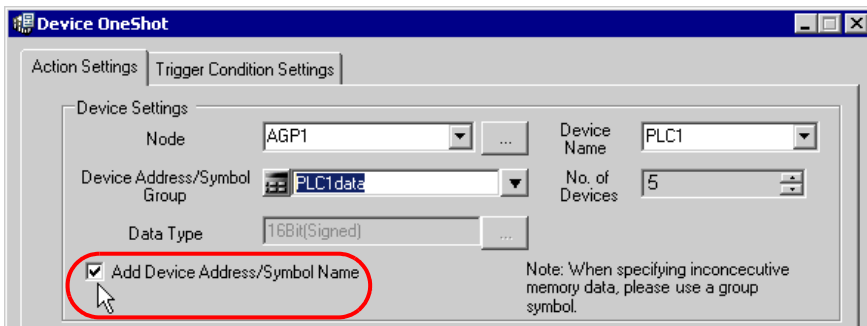 Device OneShot
Action Settings
Trigger Condition Settings
Device Settings
Node
AGP1
...
Device Name
PLC1
Device Address/Symbol Group
PLC1data
No. of Devices
5
Data Type
16Bit(Signed)
...
Add Device Address/Symbol Name
Note: When specifying inconcecutive
memory data, please use a group
symbol.